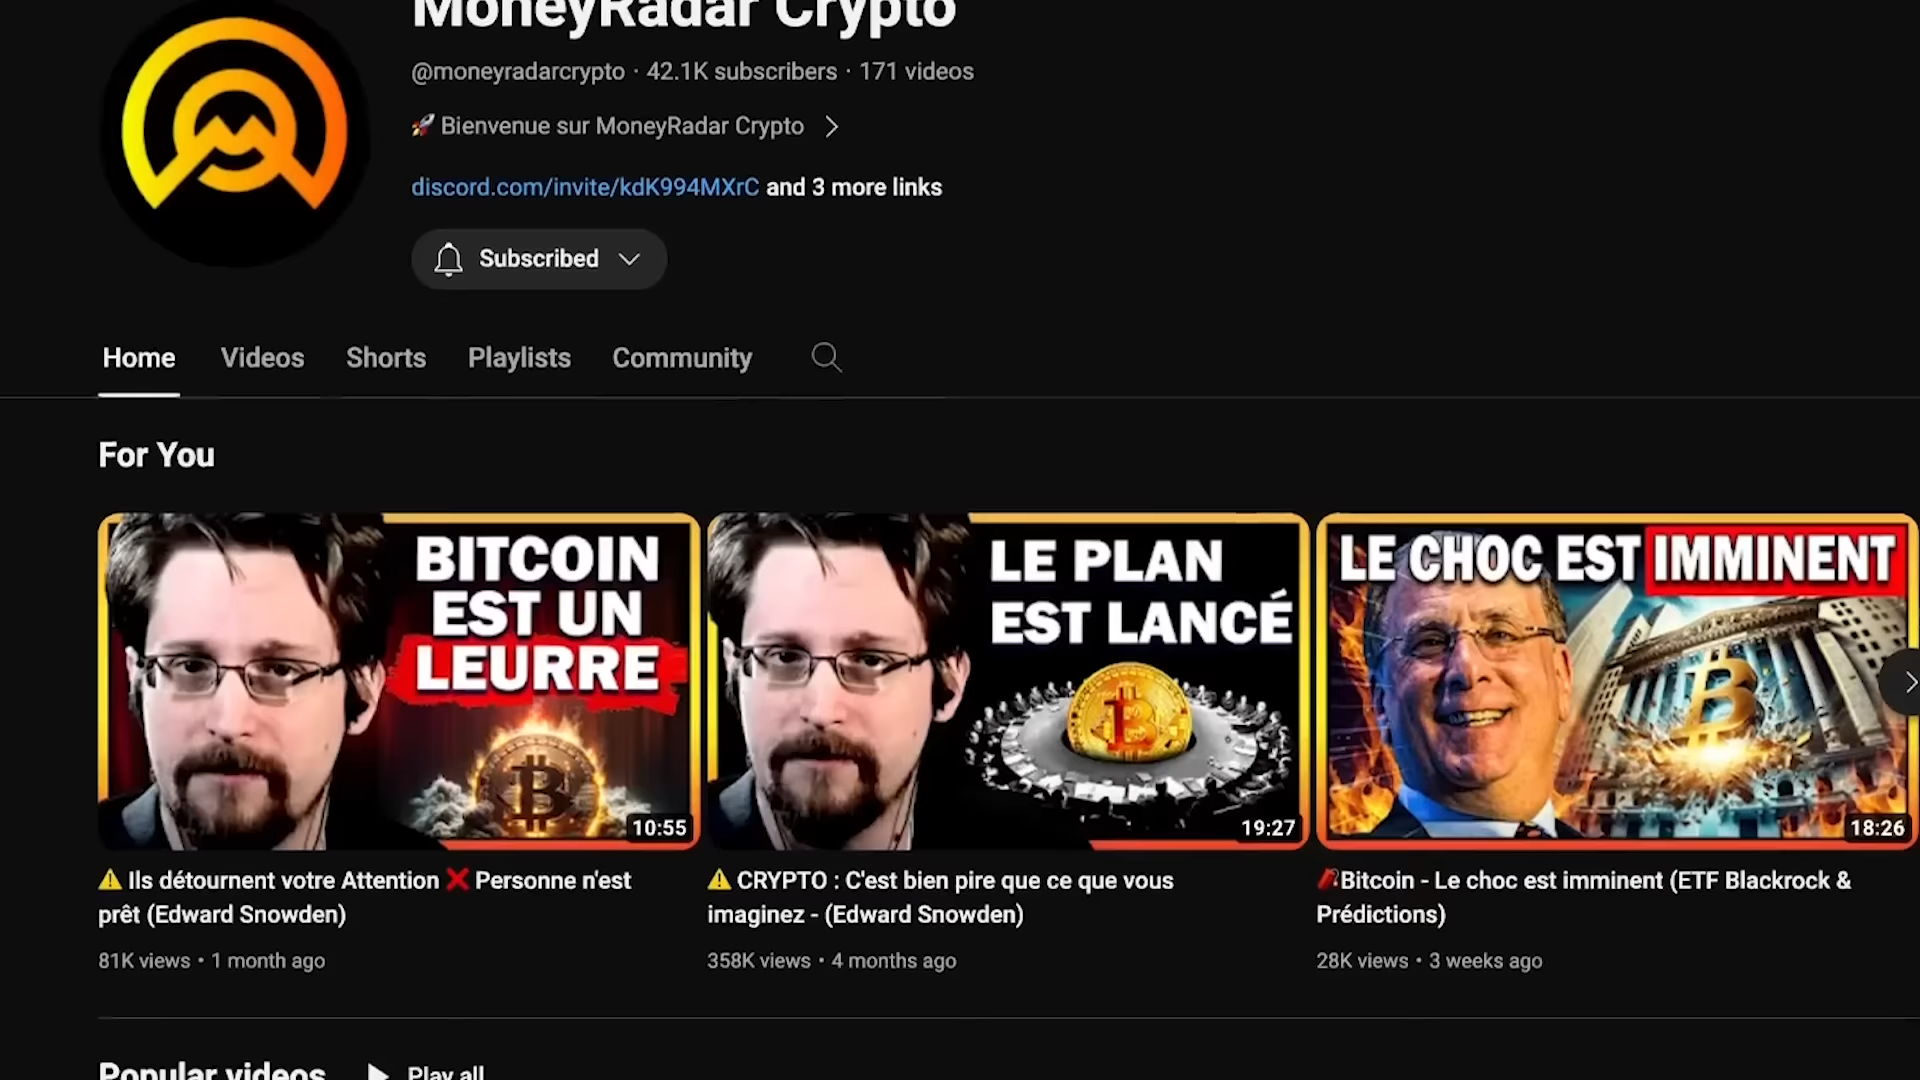 MoneyRadar Crypto
@moneyradarcrypto · 42.1K subscribers · 171 videos
🚀 Bienvenue sur MoneyRadar Crypto
discord.com/invite/kdK994MXrC and 3 more links
Subscribed
Home Videos Shorts Playlists Community
For You
BITCOIN
EST UN
LEURRE
10:55
LE PLAN
EST LANCÉ
19:27
LE CHOC EST IMMINENT
18:26
⚠️ Ils détournent votre Attention ❌ Personne n'est
prêt (Edward Snowden)
81K views • 1 month ago
⚠️ CRYPTO : C'est bien pire que ce que vous
imaginez - (Edward Snowden)
358K views • 4 months ago
🧨Bitcoin - Le choc est imminent (ETF Blackrock &
Prédictions)
28K views • 3 weeks ago
Popular videos Play all